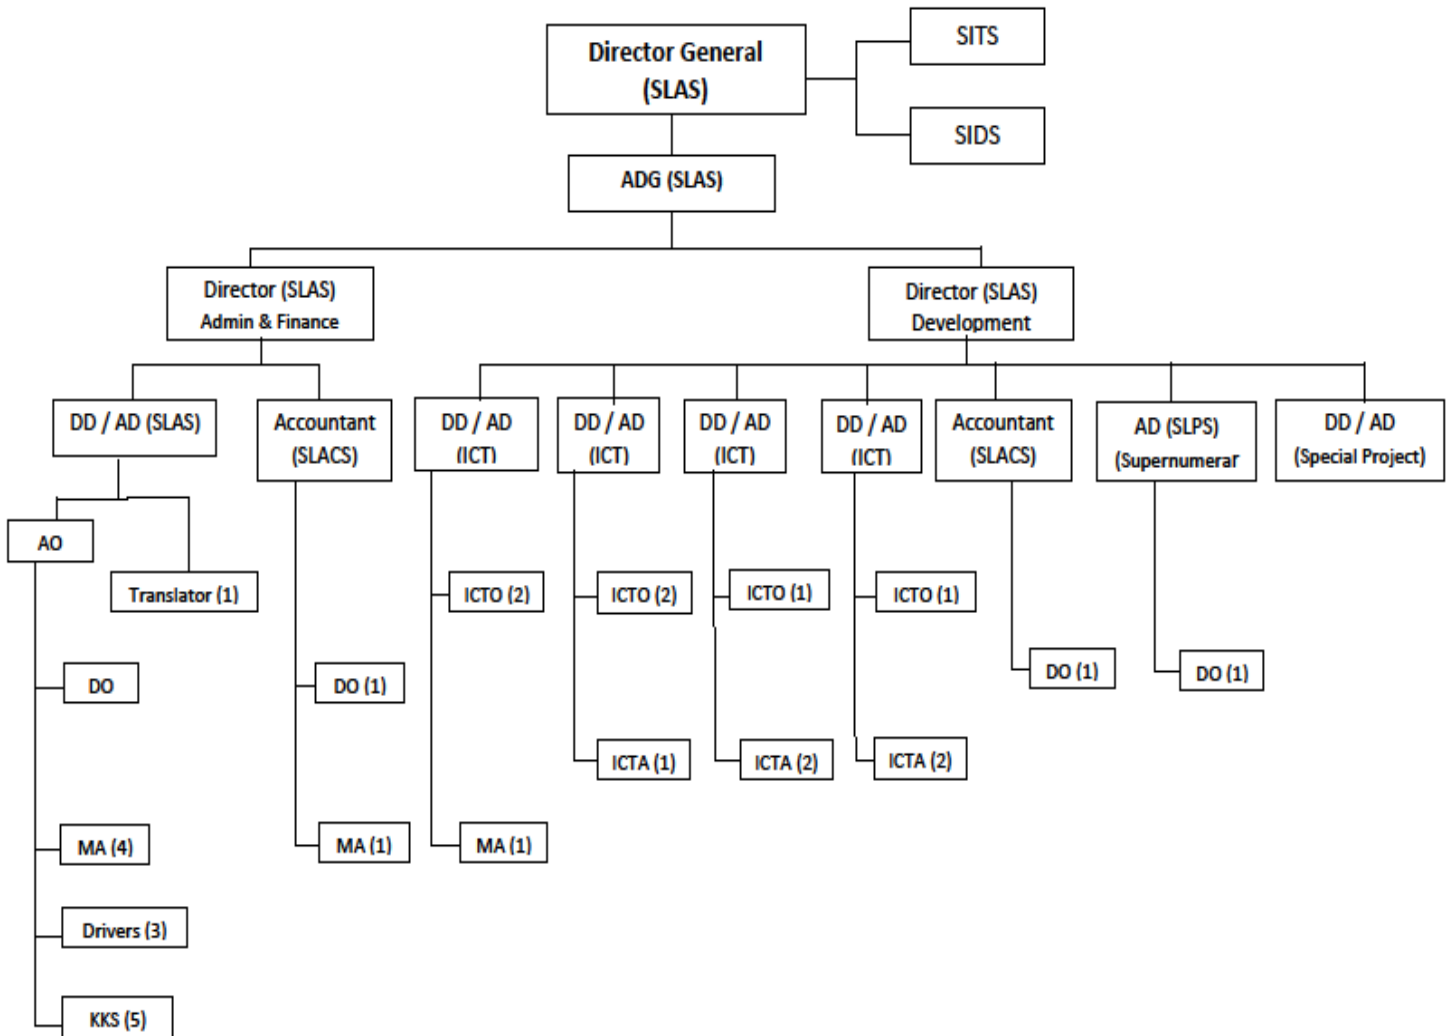 Director General
(SLAS)
SITS
SIDS
ADG (SLAS)
Director (SLAS)
Admin & Finance
Director (SLAS)
Development
DD / AD (SLAS)
Accountant
(SLACS)
DD / AD
(ICT)
DD / AD
(ICT)
DD / AD
(ICT)
DD / AD
(ICT)
Accountant
(SLACS)
AD (SLPS)
(Supernumerar
DD / AD
(Special Project)
AO
Translator (1)
ICTO (2)
ICTO (2)
ICTO (1)
ICTO (1)
DO
DO (1)
DO (1)
DO (1)
ICTA (1)
ICTA (2)
ICTA (2)
MA (4)
MA (1)
MA (1)
Drivers (3)
KKS (5)